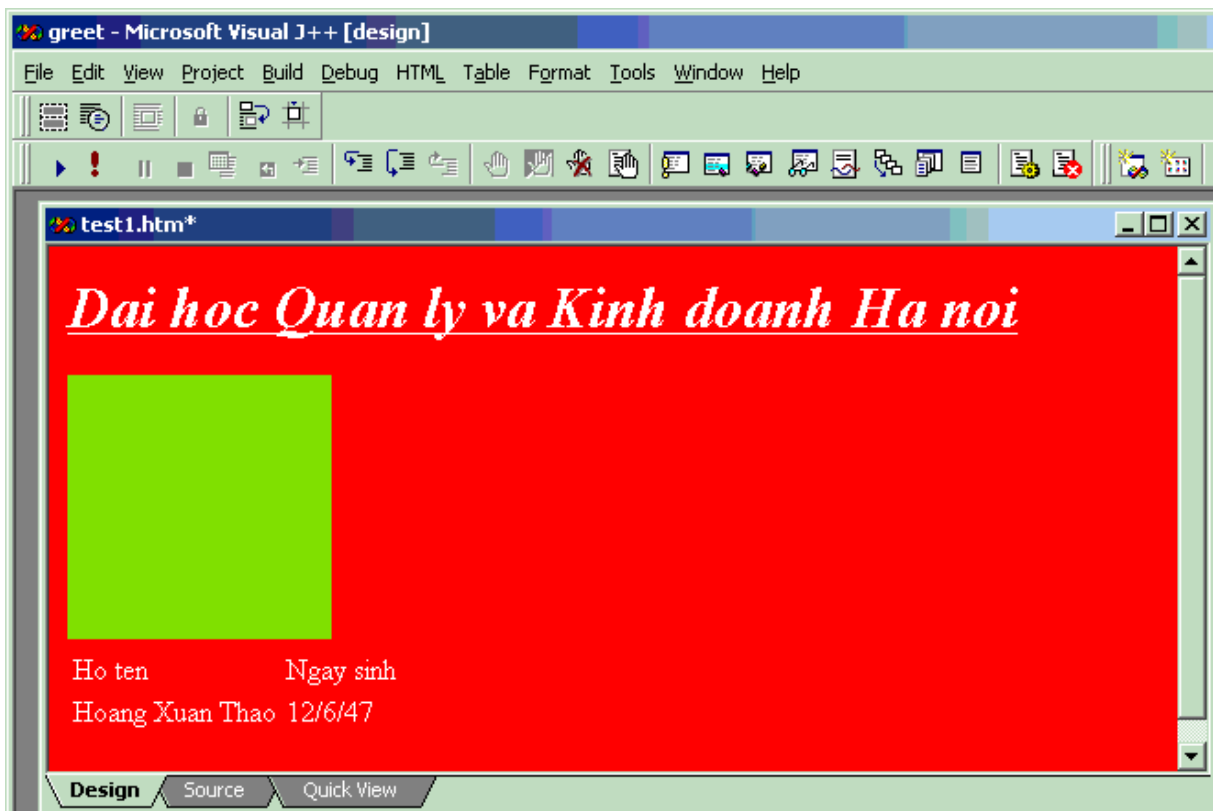 greet - Microsoft Visual J++ [design]
File Edit View Project Build Debug HTML Table Format Tools Window Help
test1.htm*
Dai hoc Quan ly va Kinh doanh Ha noi
Ho ten Ngay sinh
Hoang Xuan Thao 12/6/47
Design Source Quick View